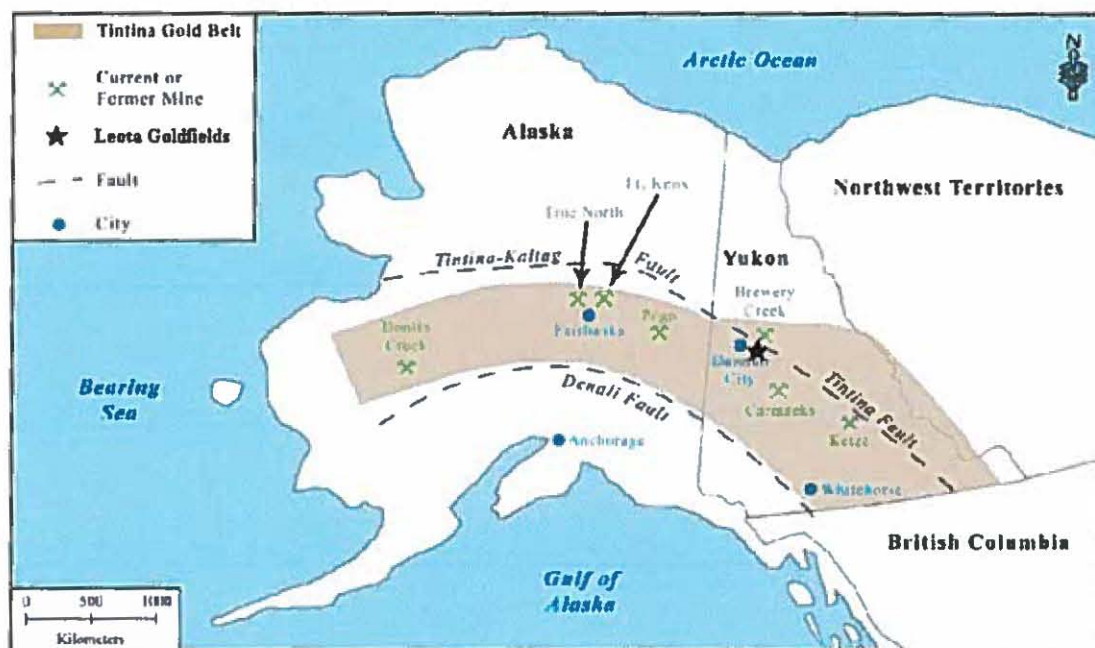 Tintina Gold Belt
Current or
Former Mine
Leota Goldfields
Fault
City
Arctic Ocean
Alaska
Northwest Territories
Ft. Knox
True North
Tintina-Kaltag
Fault
Yukon
Brewery
Creek
Pogo
Fairbanks
Creek
City
Bearing
Sea
Denali Fault
Carmacks
Tintina Fault
Ketza
Anchorage
Whitehorse
British Columbia
Gulf of
Alaska
0 500 1000
Kilometers